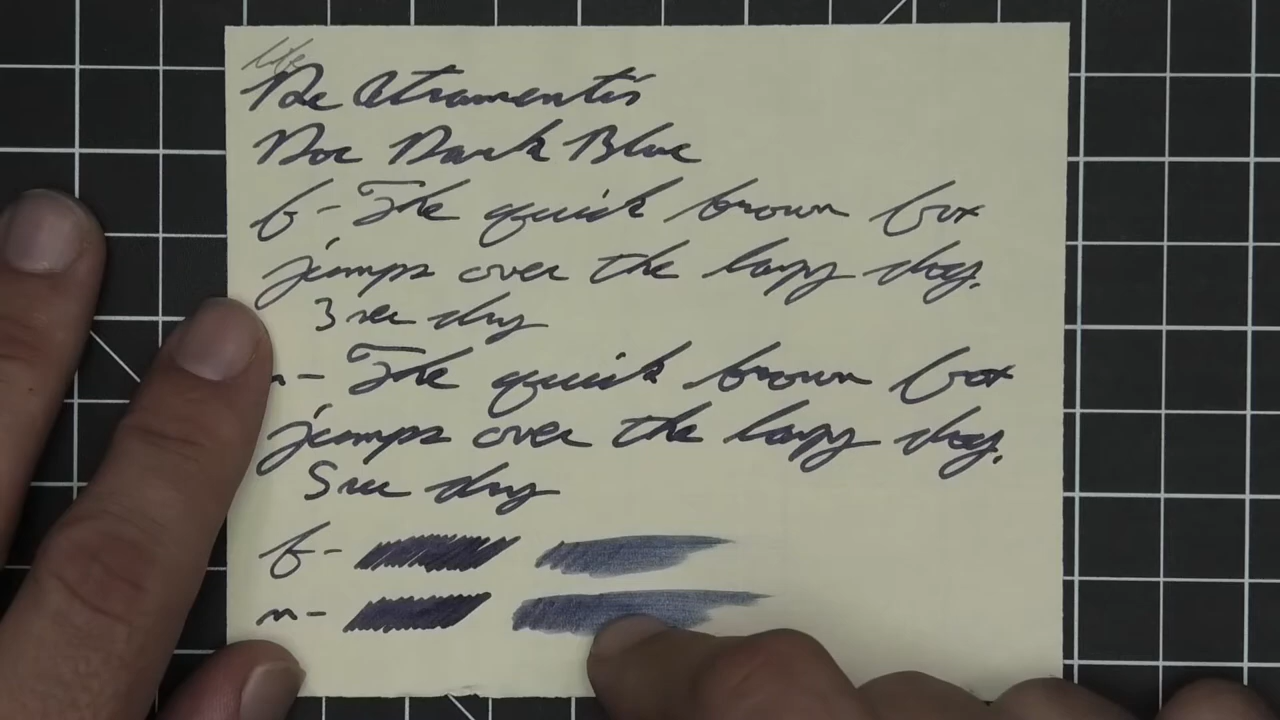 De Atramentis
Doc Dark Blue
f - The quick brown fox
jumps over the lazy dog.
3 sec dry
m - The quick brown fox
jumps over the lazy dog.
5 sec dry
f -
m -